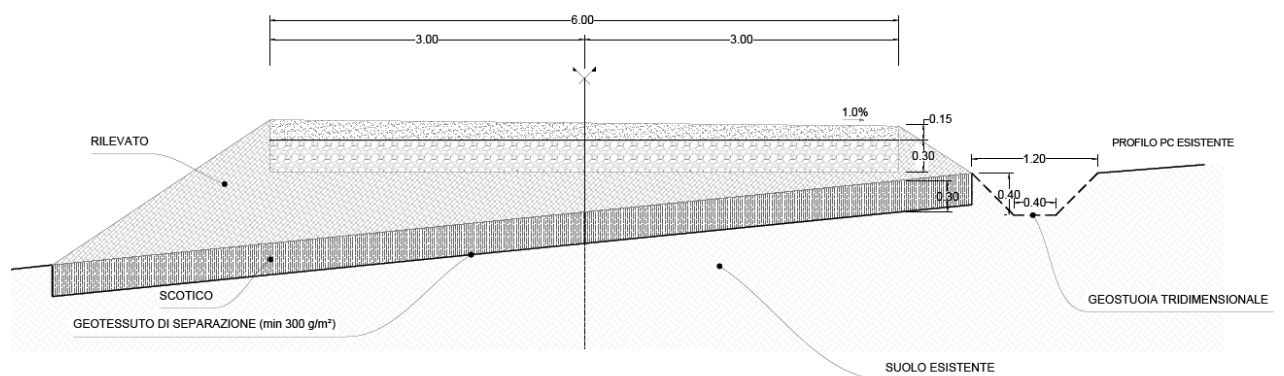 6.00
3.00
3.00
1.0%
0.15
RILEVATO
0.30
PROFILO PC ESISTENTE
1.20
0.40
0.40
0.30
SCOTICO
GEOTESSUTO DI SEPARAZIONE (min 300 g/m²)
GEOSTUOIA TRIDIMENSIONALE
SUOLO ESISTENTE